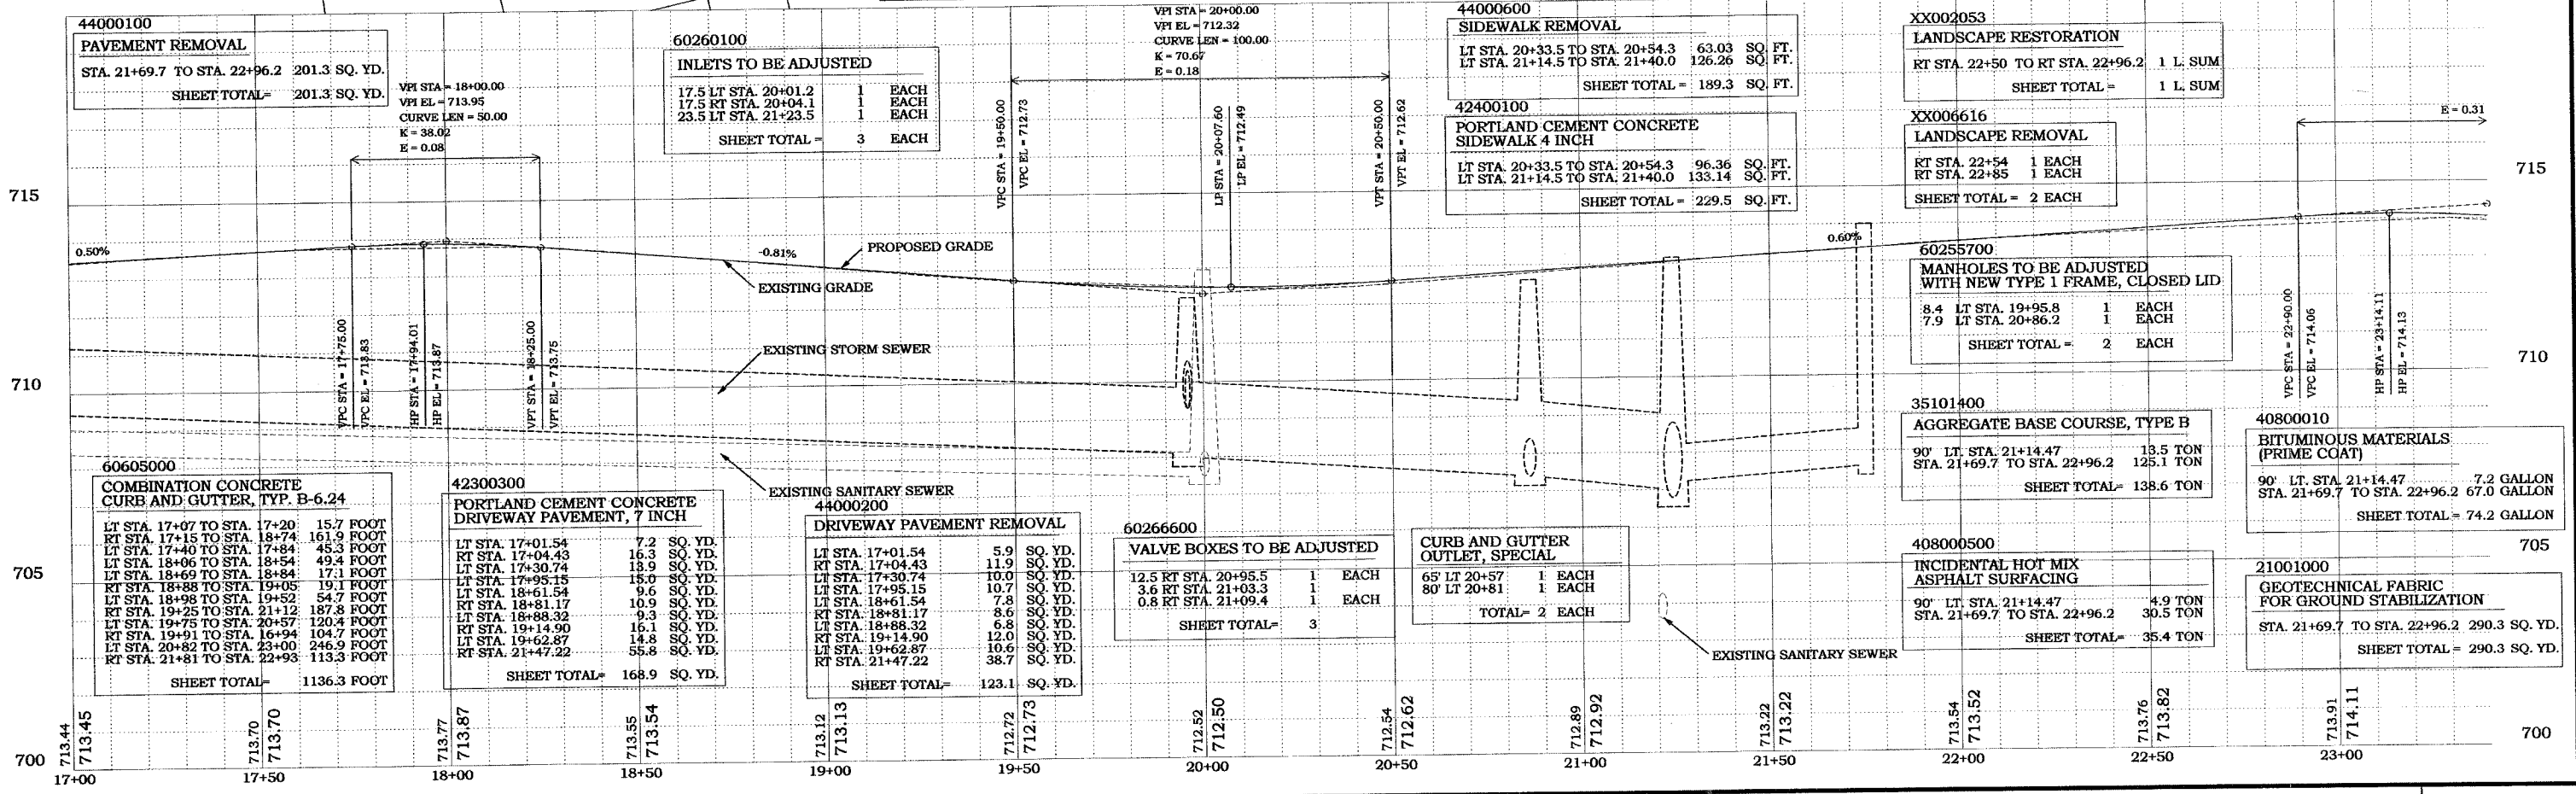 44000100
PAVEMENT REMOVAL
STA. 21+69.7 TO STA. 22+96.2 201.3 SQ. YD.
SHEET TOTAL= 201.3 SQ. YD.
VPI STA = 18+00.00
VPI EL = 713.95
CURVE LEN = 50.00
K = 38.02
E = 0.08
60260100
INLETS TO BE ADJUSTED
17.5 LT STA. 20+01.2 1 EACH
17.5 RT STA. 20+04.1 1 EACH
23.5 LT STA. 21+23.5 1 EACH
SHEET TOTAL = 3 EACH
VPI STA = 20+00.00
VPI EL = 712.32
CURVE LEN = 100.00
K = 70.67
E = 0.18
44000600
SIDEWALK REMOVAL
LT STA. 20+33.5 TO STA. 20+54.3 63.03 SQ. FT.
LT STA. 21+14.5 TO STA. 21+40.0 126.26 SQ. FT.
SHEET TOTAL = 189.3 SQ. FT.
42400100
PORTLAND CEMENT CONCRETE
SIDEWALK 4 INCH
LT STA. 20+33.5 TO STA. 20+54.3 96.36 SQ. FT.
LT STA. 21+14.5 TO STA. 21+40.0 133.14 SQ. FT.
SHEET TOTAL = 229.5 SQ. FT.
XX002053
LANDSCAPE RESTORATION
RT STA. 22+50 TO RT STA. 22+96.2 1 L. SUM
SHEET TOTAL = 1 L. SUM
XX006616
LANDSCAPE REMOVAL
RT STA. 22+54 1 EACH
RT STA. 22+85 1 EACH
SHEET TOTAL = 2 EACH
E = 0.31
715
715
VPC STA = 19+50.00
VPC EL = 712.73
LP STA = 20+07.60
LP EL = 712.49
VPT STA = 20+50.00
VPT EL = 712.62
0.50%
-0.81%
PROPOSED GRADE
EXISTING GRADE
0.60%
60255700
MANHOLES TO BE ADJUSTED
WITH NEW TYPE 1 FRAME, CLOSED LID
8.4 LT STA. 19+95.8 1 EACH
7.9 LT STA. 20+86.2 1 EACH
SHEET TOTAL = 2 EACH
VPC STA = 17+75.00
VPC EL = 713.83
HP STA = 17+94.01
HP EL = 713.87
VPT STA = 18+25.00
VPT EL = 713.75
EXISTING STORM SEWER
VPC STA = 22+90.00
VPC EL = 714.06
HP STA = 23+14.11
HP EL = 714.13
710
710
35101400
AGGREGATE BASE COURSE, TYPE B
90' LT. STA. 21+14.47 13.5 TON
STA. 21+69.7 TO STA. 22+96.2 125.1 TON
SHEET TOTAL= 138.6 TON
40800010
BITUMINOUS MATERIALS
(PRIME COAT)
90' LT. STA. 21+14.47 7.2 GALLON
STA. 21+69.7 TO STA. 22+96.2 67.0 GALLON
SHEET TOTAL = 74.2 GALLON
60605000
COMBINATION CONCRETE
CURB AND GUTTER, TYP. B-6.24
LT STA. 17+07 TO STA. 17+20 15.7 FOOT
RT STA. 17+15 TO STA. 18+74 161.9 FOOT
LT STA. 17+40 TO STA. 17+84 45.3 FOOT
LT STA. 18+06 TO STA. 18+54 49.4 FOOT
LT STA. 18+69 TO STA. 18+84 17.1 FOOT
RT STA. 18+88 TO STA. 19+05 19.1 FOOT
LT STA. 18+98 TO STA. 19+52 54.7 FOOT
RT STA. 19+25 TO STA. 21+12 187.8 FOOT
LT STA. 19+75 TO STA. 20+57 120.4 FOOT
RT STA. 19+91 TO STA. 16+94 104.7 FOOT
LT STA. 20+82 TO STA. 23+00 246.9 FOOT
RT STA. 21+81 TO STA. 22+93 113.3 FOOT
SHEET TOTAL= 1136.3 FOOT
42300300
PORTLAND CEMENT CONCRETE
DRIVEWAY PAVEMENT, 7 INCH
LT STA. 17+01.54 7.2 SQ. YD.
RT STA. 17+04.43 16.3 SQ. YD.
LT STA. 17+30.74 13.9 SQ. YD.
LT STA. 17+95.15 15.0 SQ. YD.
LT STA. 18+61.54 9.6 SQ. YD.
RT STA. 18+81.17 10.9 SQ. YD.
LT STA. 18+88.32 9.3 SQ. YD.
RT STA. 19+14.90 16.1 SQ. YD.
LT STA. 19+62.87 14.8 SQ. YD.
RT STA. 21+47.22 55.8 SQ. YD.
SHEET TOTAL= 168.9 SQ. YD.
EXISTING SANITARY SEWER
44000200
DRIVEWAY PAVEMENT REMOVAL
LT STA. 17+01.54 5.9 SQ. YD.
RT STA. 17+04.43 11.9 SQ. YD.
LT STA. 17+30.74 10.0 SQ. YD.
LT STA. 17+95.15 10.7 SQ. YD.
LT STA. 18+61.54 7.8 SQ. YD.
RT STA. 18+81.17 8.6 SQ. YD.
LT STA. 18+88.32 6.8 SQ. YD.
RT STA. 19+14.90 12.0 SQ. YD.
LT STA. 19+62.87 10.6 SQ. YD.
RT STA. 21+47.22 38.7 SQ. YD.
SHEET TOTAL= 123.1 SQ. YD.
60266600
VALVE BOXES TO BE ADJUSTED
12.5 RT STA. 20+95.5 1 EACH
3.6 RT STA. 21+03.3 1
0.8 RT STA. 21+09.4 1 EACH
SHEET TOTAL= 3
CURB AND GUTTER
OUTLET, SPECIAL
65' LT 20+57 1 EACH
80' LT 20+81 1 EACH
TOTAL= 2 EACH
EXISTING SANITARY SEWER
408000500
INCIDENTAL HOT MIX
ASPHALT SURFACING
90' LT. STA. 21+14.47 4.9 TON
STA. 21+69.7 TO STA. 22+96.2 30.5 TON
SHEET TOTAL= 35.4 TON
705
705
21001000
GEOTECHNICAL FABRIC
FOR GROUND STABILIZATION
STA. 21+69.7 TO STA. 22+96.2 290.3 SQ. YD.
SHEET TOTAL = 290.3 SQ. YD.
713.44
713.45
713.70
713.70
713.77
713.87
713.55
713.54
713.12
713.13
712.72
712.73
712.52
712.50
712.54
712.62
712.89
712.92
713.22
713.22
713.54
713.52
713.76
713.82
713.91
714.11
700
700
17+00
17+50
18+00
18+50
19+00
19+50
20+00
20+50
21+00
21+50
22+00
22+50
23+00